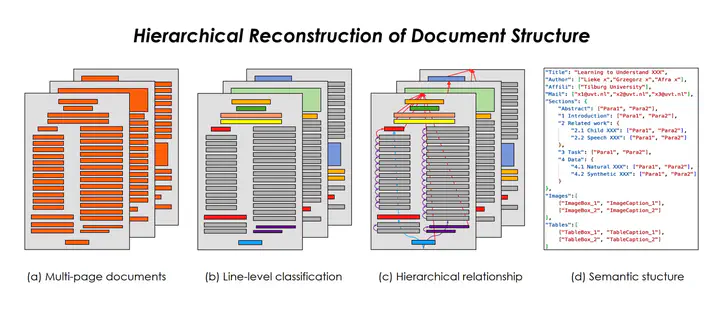 Hierarchical Reconstruction of Document Structure
"Title": "Learning to Understand XXX",
"Author": ["Lieke x","Grzegorz x","Afra x"],
"Affili": ["Tilburg University"],
"Mail": ["x1@uvt.nl","x2@uvt.nl","x3@uvt.nl"],
"Sections": {
"Abstract": ["Para1", "Para2"],
"1 Introduction": ["Para1", "Para2"],
"2 Related work": {
"2.1 Child XXX": ["Para1", "Para2"],
"2.2 Speech XXX": ["Para1", "Para2"]
},
"3 Task": ["Para1", "Para2"],
"4 Data": {
"4.1 Natural XXX": ["Para1", "Para2"],
"4.2 Synthetic XXX": ["Para1", "Para2"]
}
},
"Images":[
["ImageBox_1", "ImageCaption_1"],
["ImageBox_2", "ImageCaption_2"]
],
"Tables":[
["TableBox_1", "TableCaption_1"],
["TableBox_2", "TableCaption_2"]
]
(a) Multi-page documents
(b) Line-level classification
(c) Hierarchical relationship
(d) Semantic stucture